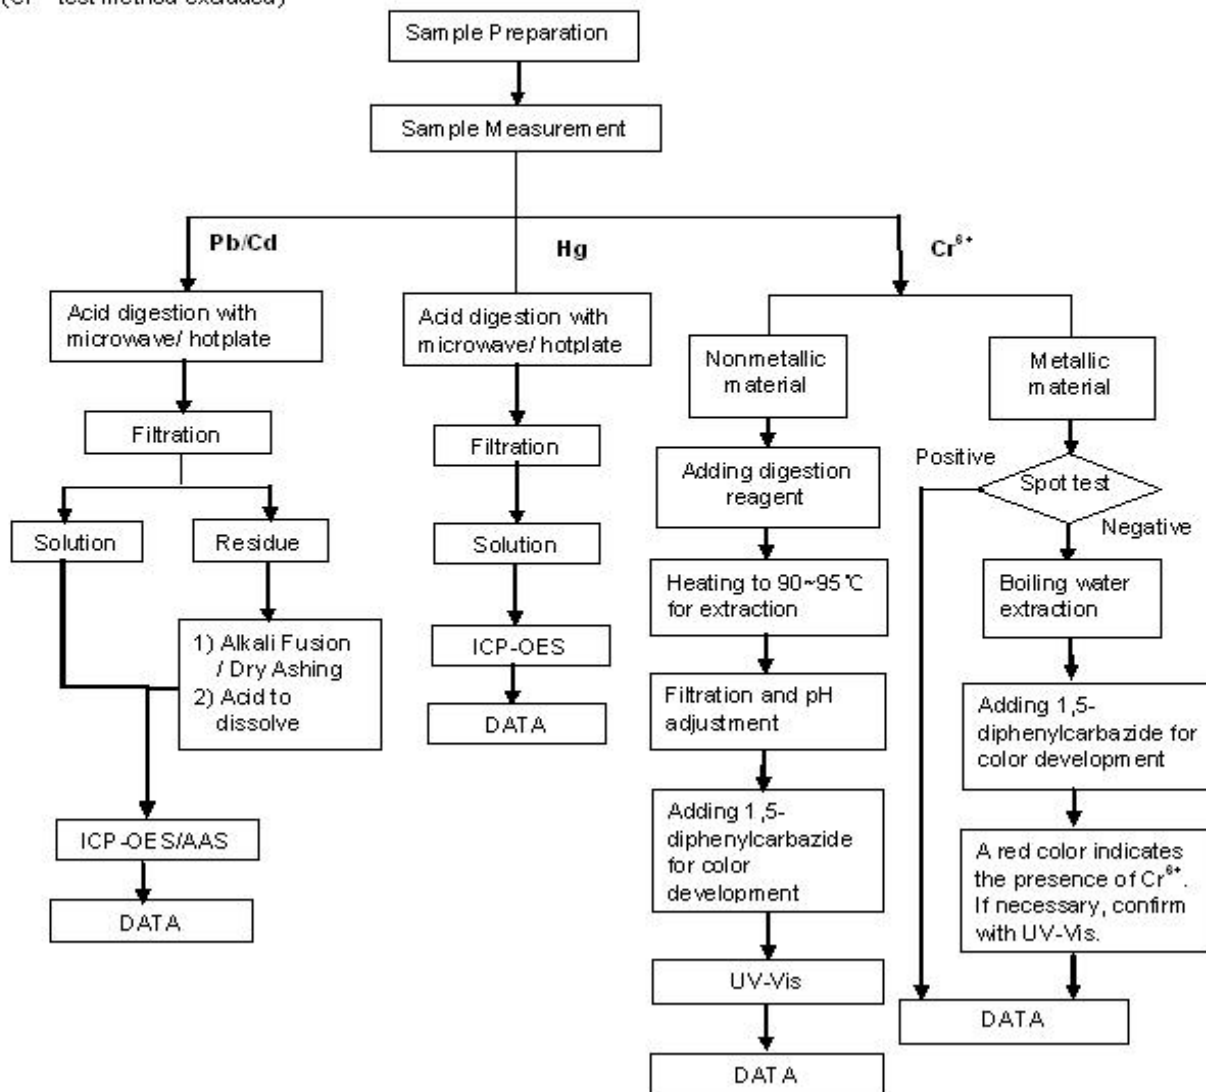 test method excluded)
Sample Preparation
Sample Measurement
Pb/Cd
Hg
Cr⁶⁺
Acid digestion with
microwave/ hotplate
Filtration
Solution
Residue
1) Alkali Fusion
/ Dry Ashing
2) Acid to
dissolve
ICP-OES/AAS
DATA
Acid digestion with
microwave/ hotplate
Filtration
Solution
ICP-OES
DATA
Nonmetallic
material
Adding digestion
reagent
Heating to 90~95℃
for extraction
Filtration and pH
adjustment
Adding 1,5-
diphenylcarbazide
for color
development
UV-Vis
DATA
Metallic
material
Positive
Spot test
Negative
Boiling water
extraction
Adding 1,5-
diphenylcarbazide for
color development
A red color indicates
the presence of Cr⁶⁺.
If necessary, confirm
with UV-Vis.
DATA